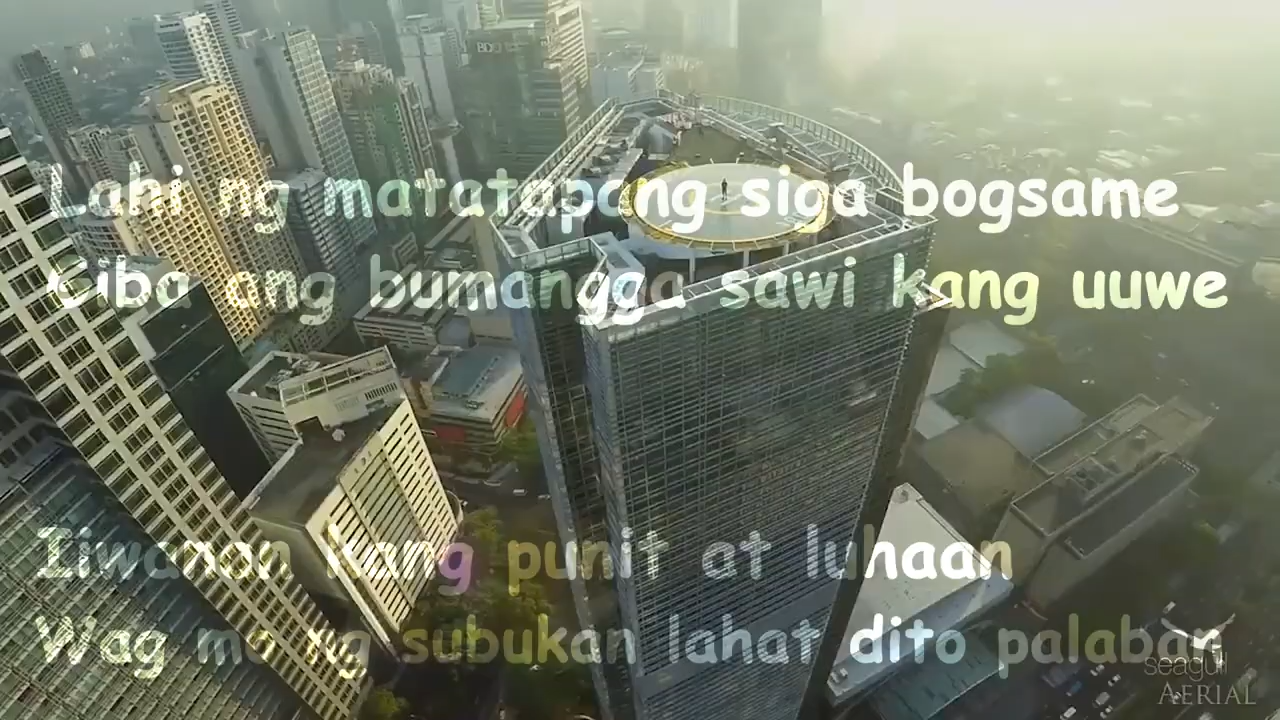 Lahi ng matatapang siga bogsame
Ciba ang bumangga sawi kang uuwe
BDO
Iiwanan kang punit at luhaan
Wag mo ng subukan lahat dito palaban
seagull
AERIAL